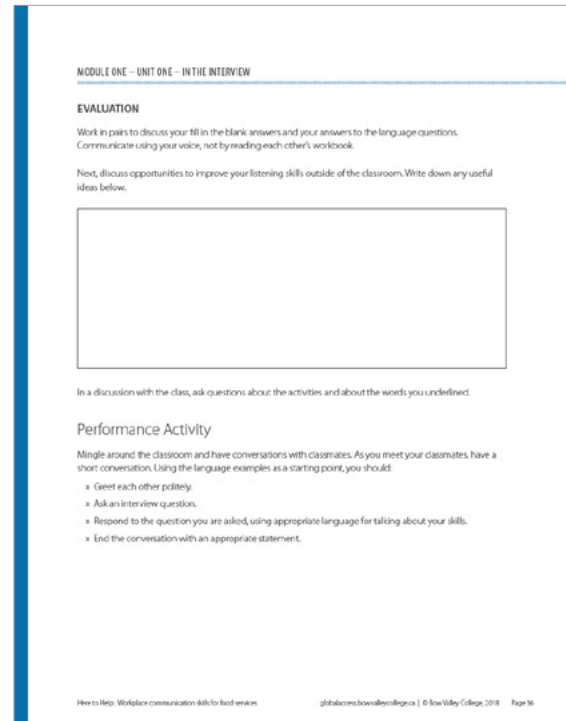 MODULE ONE – UNIT ONE – IN THE INTERVIEW
EVALUATION
Work in pairs to discuss your fill in the blank answers and your answers to the language questions.
Communicate using your voice, not by reading each other's workbook.
Next, discuss opportunities to improve your listening skills outside of the classroom. Write down any useful
ideas below.
In a discussion with the class, ask questions about the activities and about the words you underlined.
Performance Activity
Mingle around the classroom and have conversations with classmates. As you meet your classmates, have a
short conversation. Using the language examples as a starting point, you should:
» Greet each other politely.
» Ask an interview question.
» Respond to the question you are asked, using appropriate language for talking about your skills.
» End the conversation with an appropriate statement.
Here to Help: Workplace communication skills for food services globalaccess.bowvalleycollege.ca | © Bow Valley College, 2018 Page 16